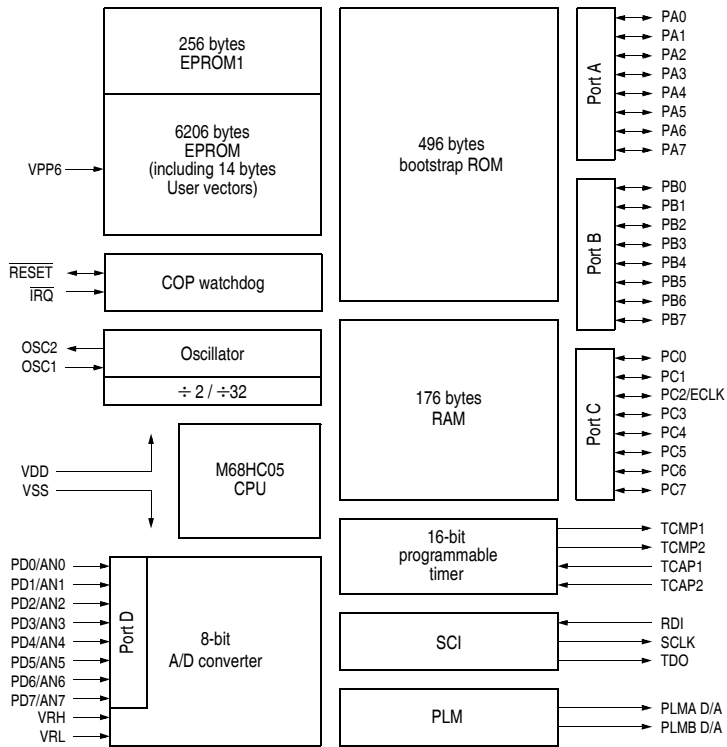 256 bytes
EPROM1
6206 bytes
EPROM
(including 14 bytes
User vectors)
VPP6
RESET
IRQ
COP watchdog
OSC2
OSC1
Oscillator
÷ 2 / ÷32
VDD
VSS
M68HC05
CPU
PD0/AN0
PD1/AN1
PD2/AN2
PD3/AN3
PD4/AN4
PD5/AN5
PD6/AN6
PD7/AN7
VRH
VRL
Port D
8-bit
A/D converter
496 bytes
bootstrap ROM
176 bytes
RAM
16-bit
programmable
timer
SCI
PLM
Port A
PA0
PA1
PA2
PA3
PA4
PA5
PA6
PA7
Port B
PB0
PB1
PB2
PB3
PB4
PB5
PB6
PB7
Port C
PC0
PC1
PC2/ECLK
PC3
PC4
PC5
PC6
PC7
TCMP1
TCMP2
TCAP1
TCAP2
RDI
SCLK
TDO
PLMA D/A
PLMB D/A